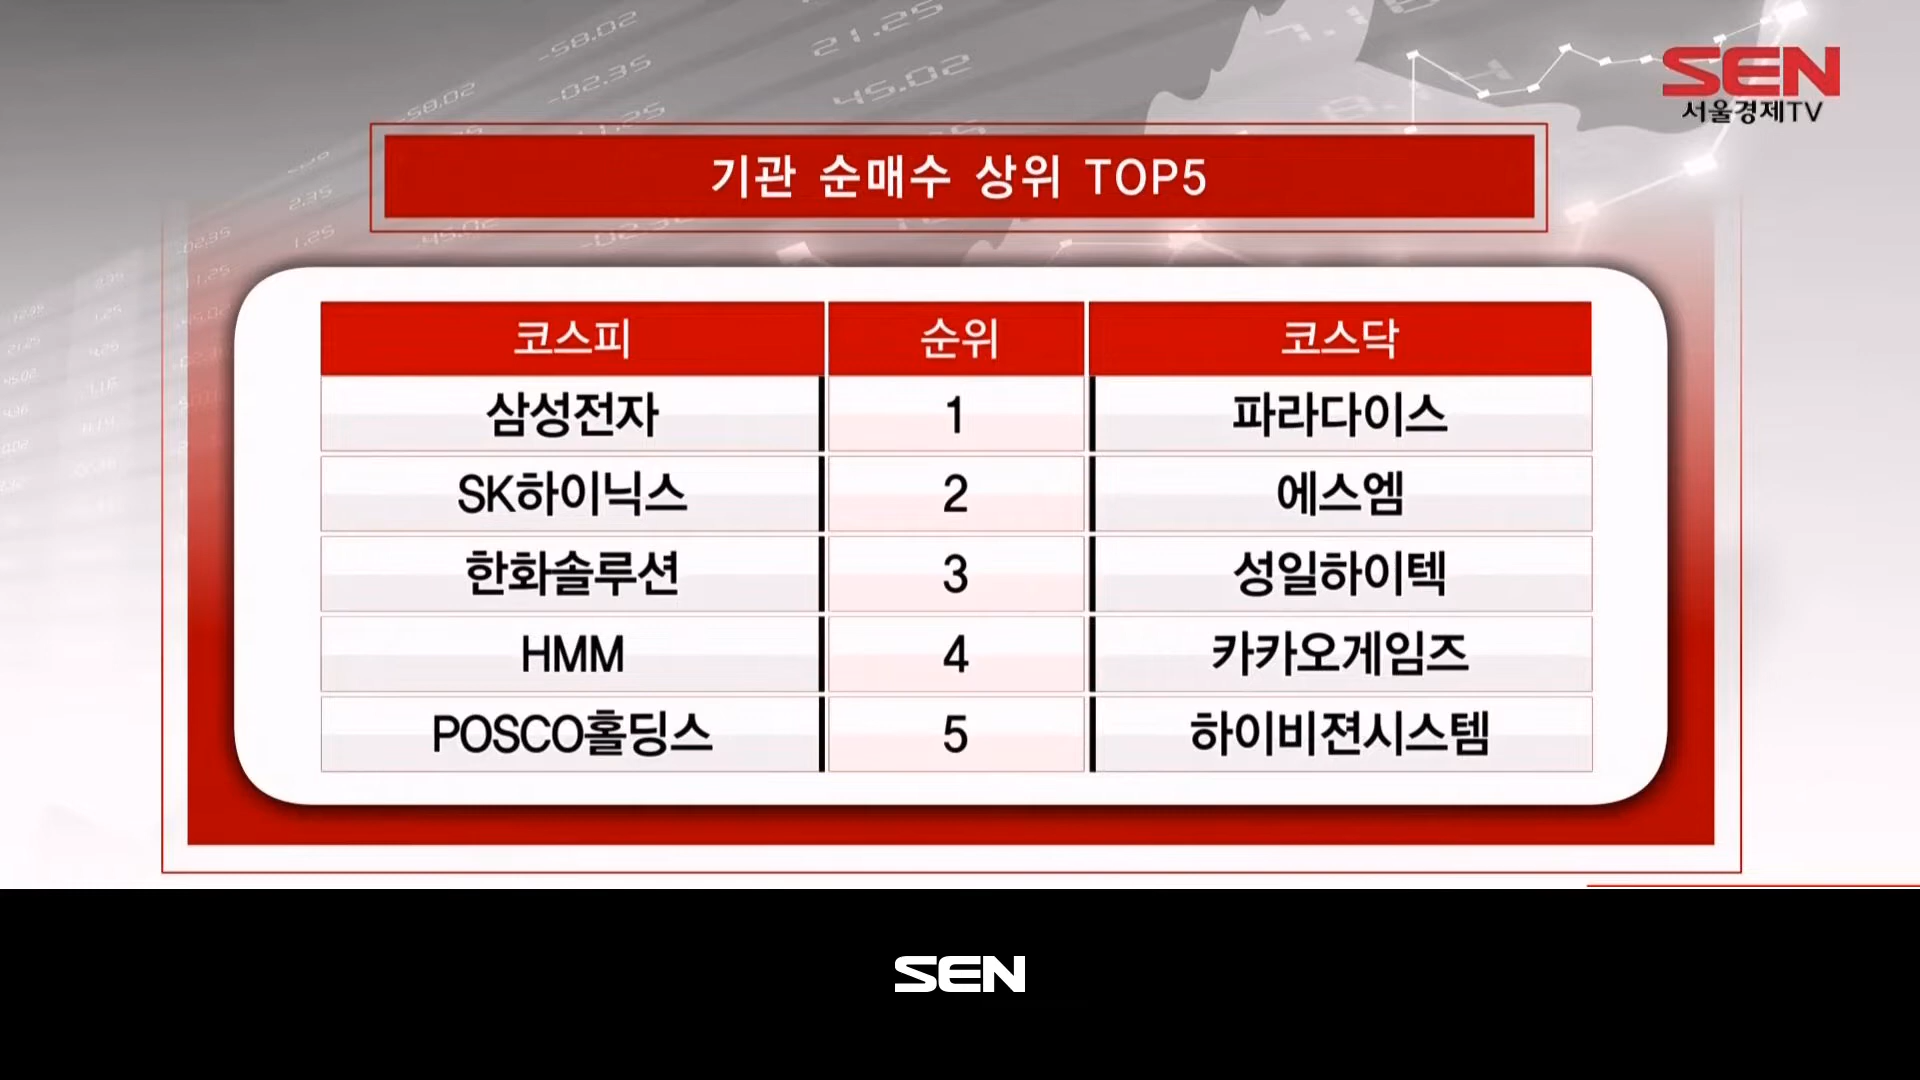 SEN
서울경제TV
기관 순매수 상위 TOP5
코스피 순위 코스닥
삼성전자 1 파라다이스
SK하이닉스 2 에스엠
한화솔루션 3 성일하이텍
HMM 4 카카오게임즈
POSCO홀딩스 5 하이비젼시스템
SEN